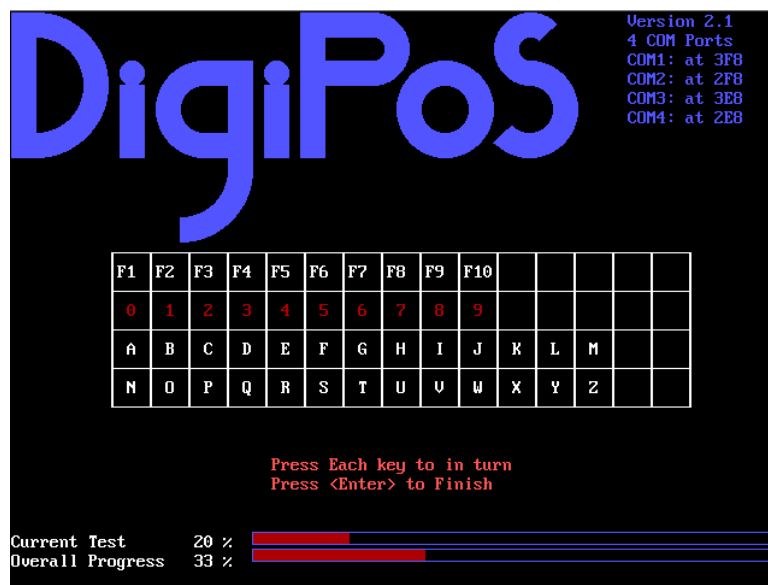 DigiPoS
Version 2.1
4 COM Ports
COM1: at 3F8
COM2: at 2F8
COM3: at 3E8
COM4: at 2E8
F1 F2 F3 F4 F5 F6 F7 F8 F9 F10
0 1 2 3 4 5 6 7 8 9
A B C D E F G H I J K L M
N O P Q R S T U V W X Y Z
Press Each key to in turn
Press <Enter> to Finish
Current Test 20 %
Overall Progress 33 %